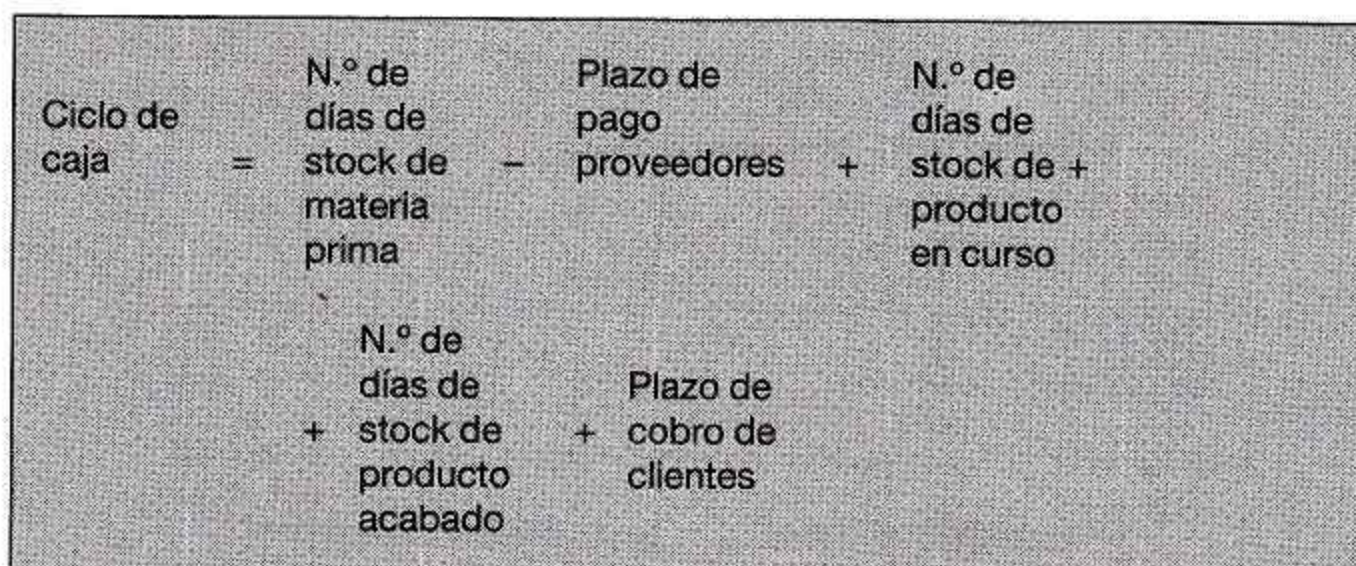 Ciclo de
caja
=
N.º de
días de
stock de
materia
prima
–
Plazo de
pago
proveedores
+
N.º de
días de
stock de +
producto
en curso
+
N.º de
días de
stock de
producto
acabado
+
Plazo de
cobro de
clientes